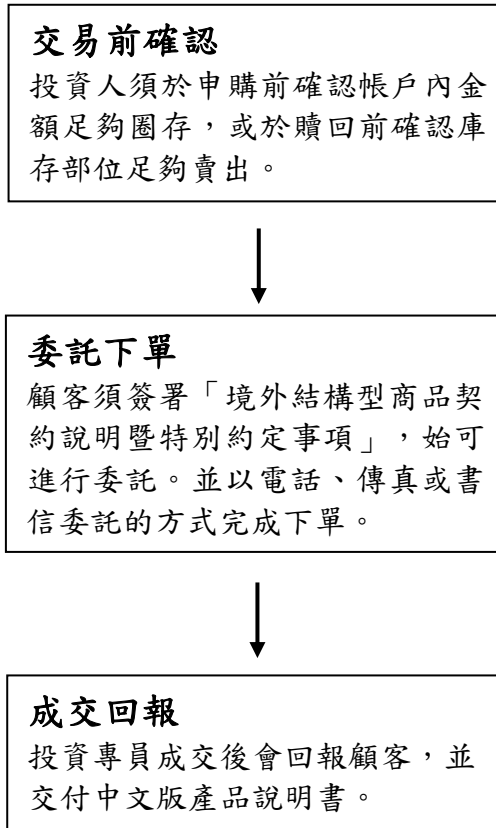 交易前確認
投資人須於申購前確認帳戶內金
額足夠圈存，或於贖回前確認庫
存部位足夠賣出。
委託下單
顧客須簽署「境外結構型商品契
約說明暨特別約定事項」，始可
進行委託。並以電話、傳真或書
信委託的方式完成下單。
成交回報
投資專員成交後會回報顧客，並
交付中文版產品說明書。